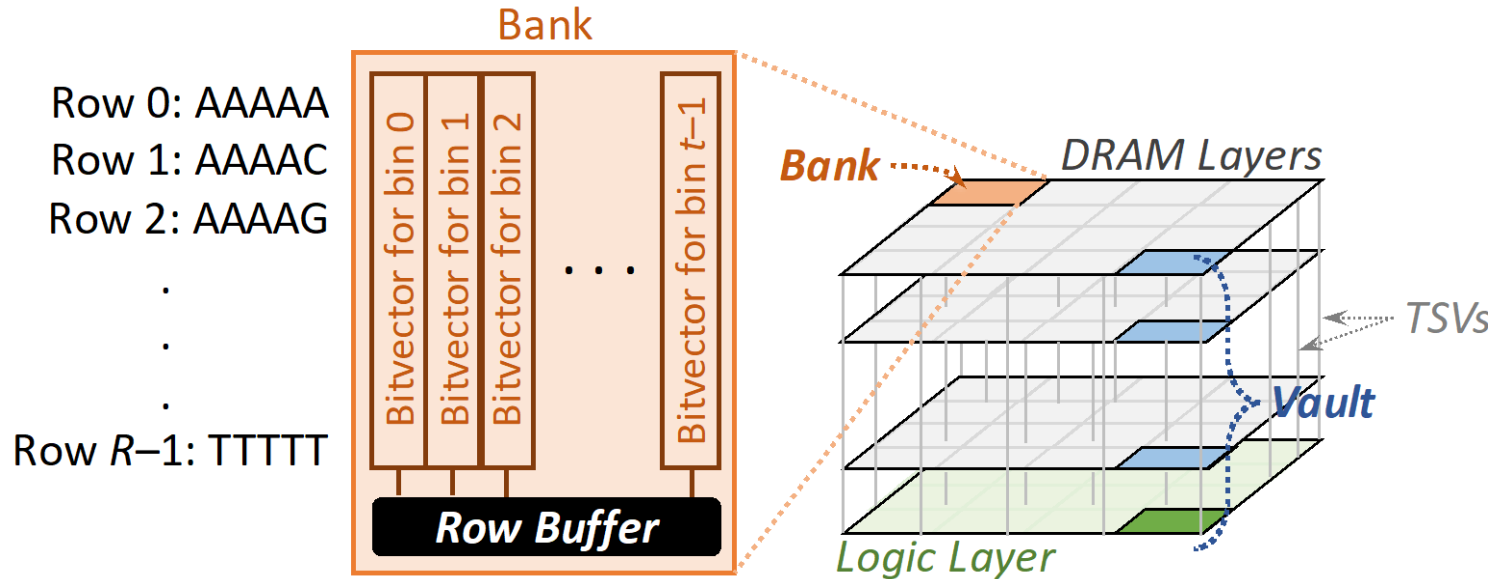 Bank
Row 0: AAAAA
Row 1: AAAAC
Row 2: AAAAG
.
.
.
Row R–1: TTTTT
Bitvector for bin 0
Bitvector for bin 1
Bitvector for bin 2
. . .
Bitvector for bin t–1
Row Buffer
Bank
DRAM Layers
TSVs
Vault
Logic Layer